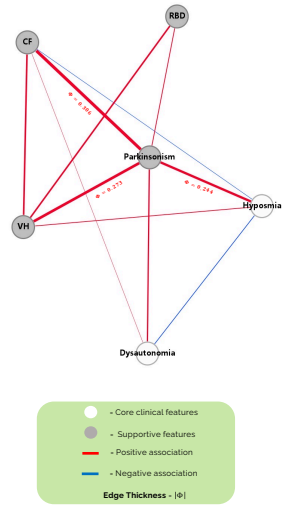 RBD
CF
Φ = 0.306
Parkinsonism
Φ = 0.273
Φ = 0.244
Hyposmia
VH
Dysautonomia
- Core clinical features
- Supportive features
- Positive association
- Negative association
Edge Thickness - |Φ|